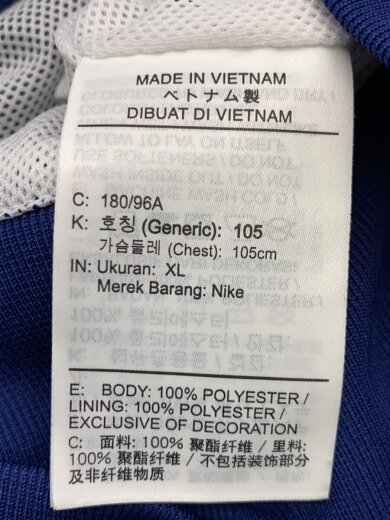 MADE IN VIETNAM
ベトナム製
DIBUAT DI VIETNAM
C: 180/96A
K: 호칭 (Generic): 105
가슴둘레 (Chest): 105cm
IN: Ukuran: XL
Merek Barang: Nike
E: BODY: 100% POLYESTER /
LINING: 100% POLYESTER /
EXCLUSIVE OF DECORATION
C: 面料: 100% 聚酯纤维 / 里料:
100% 聚酯纤维 / 不包括装饰部分
及非纤维物质